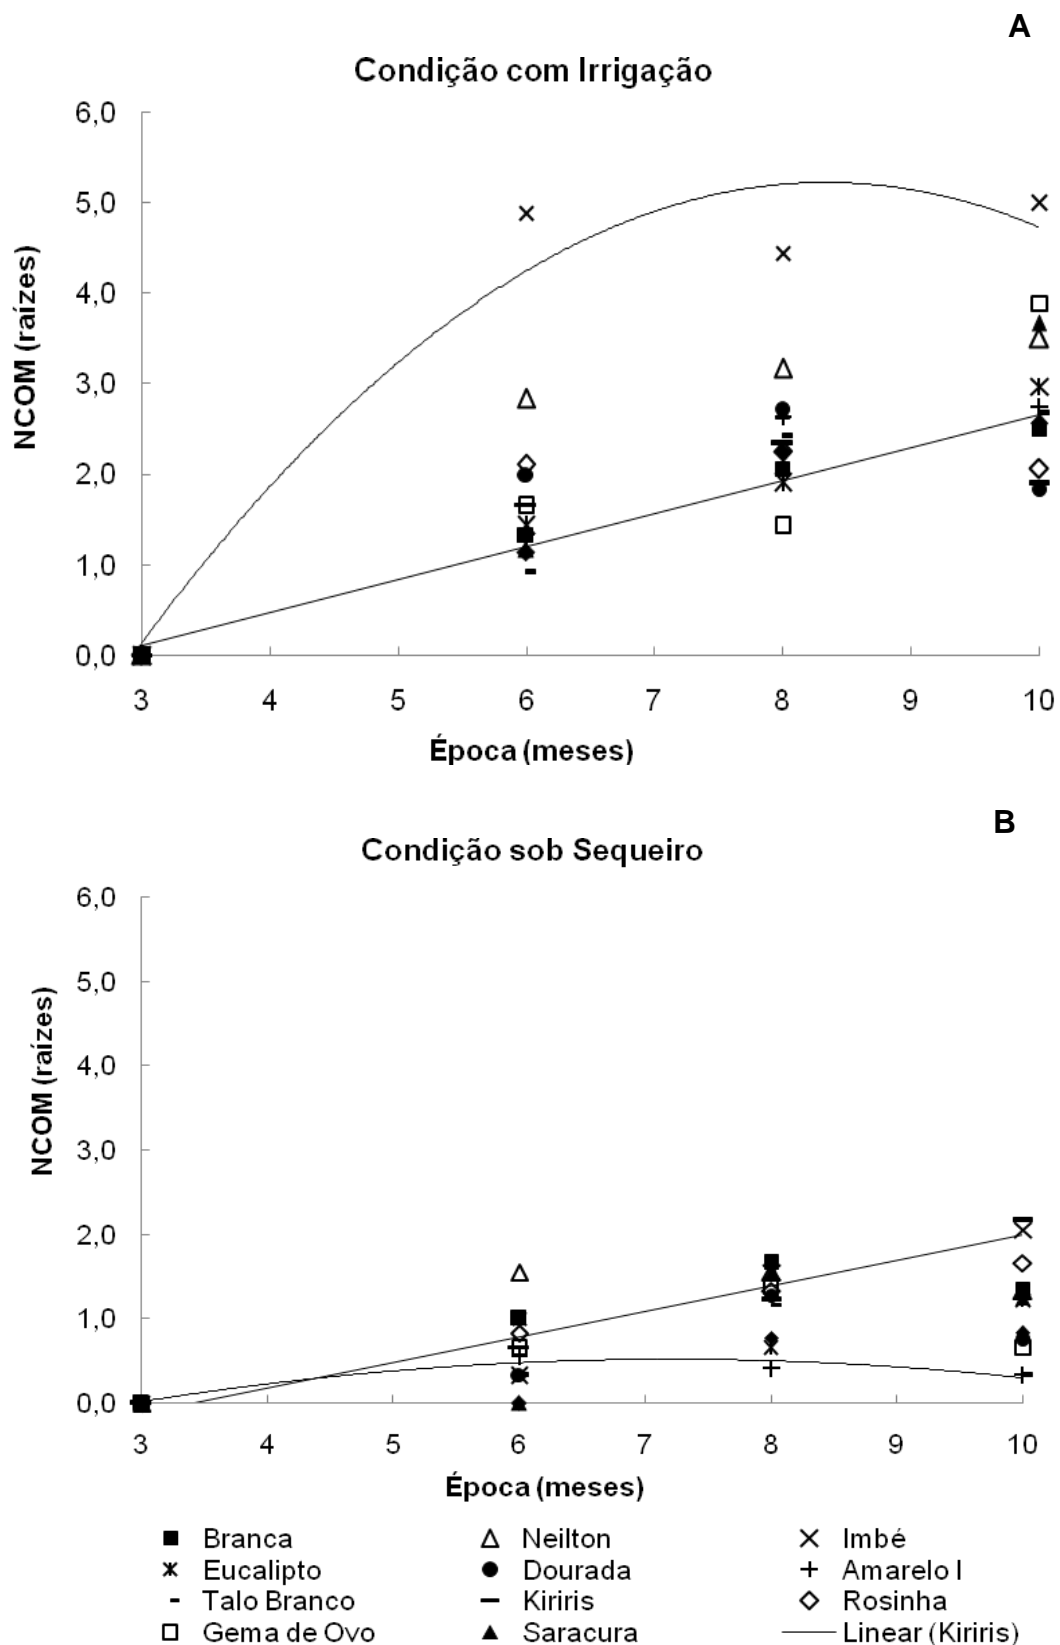 A
Condição com Irrigação
6,0
5,0
4,0
3,0
2,0
1,0
0,0
NCOM (raízes)
3 4 5 6 7 8 9 10
Época (meses)
B
Condição sob Sequeiro
6,0
5,0
4,0
3,0
2,0
1,0
0,0
NCOM (raízes)
3 4 5 6 7 8 9 10
Época (meses)
Branca Neilton Imbé
Eucalipto Dourada Amarelo I
Talo Branco Kiriris Rosinha
Gema de Ovo Saracura Linear (Kiriris)